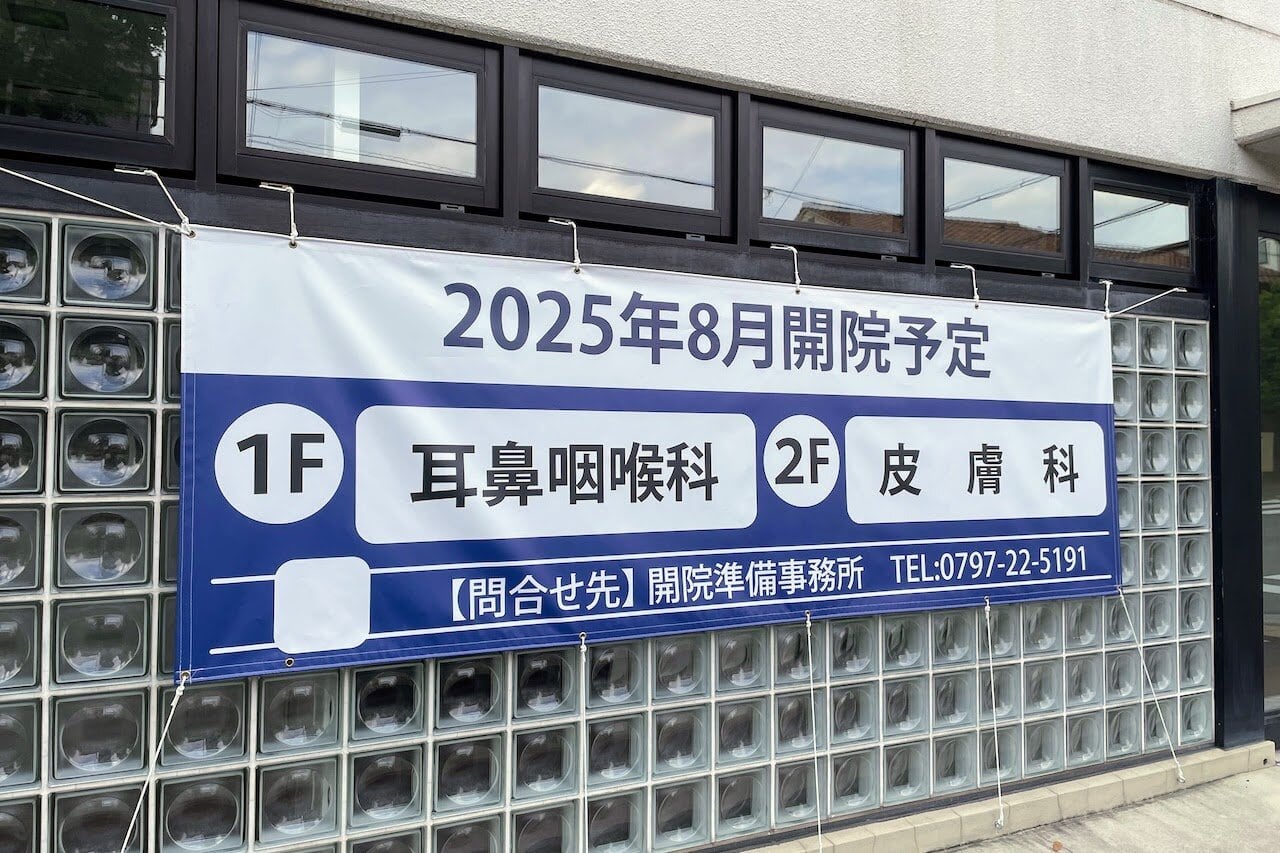 2025年8月開院予定
1F 耳鼻咽喉科 2F 皮膚科
【問合せ先】開院準備事務所 TEL:0797-22-5191